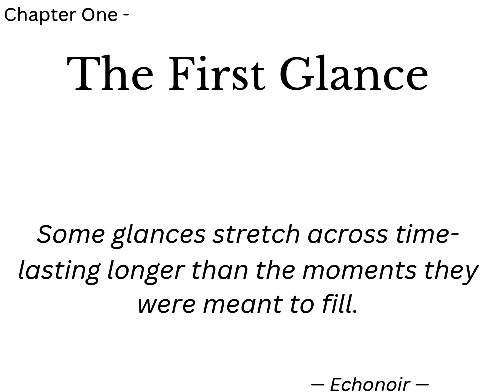 Chapter One -
The First Glance
Some glances stretch across time-
lasting longer than the moments they
were meant to fill.
— Echonoir —